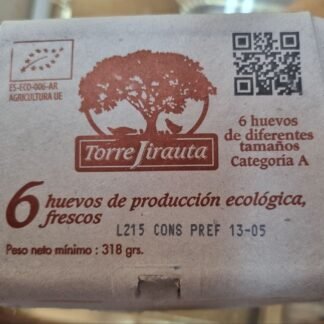 ES-ECO-006-AR
AGRICULTURA UE
Torre Jirauta
6 huevos
de diferentes
tamaños
Categoría A
6 huevos de producción ecológica,
frescos
L215 CONS PREF 13-05
Peso neto mínimo : 318 grs.